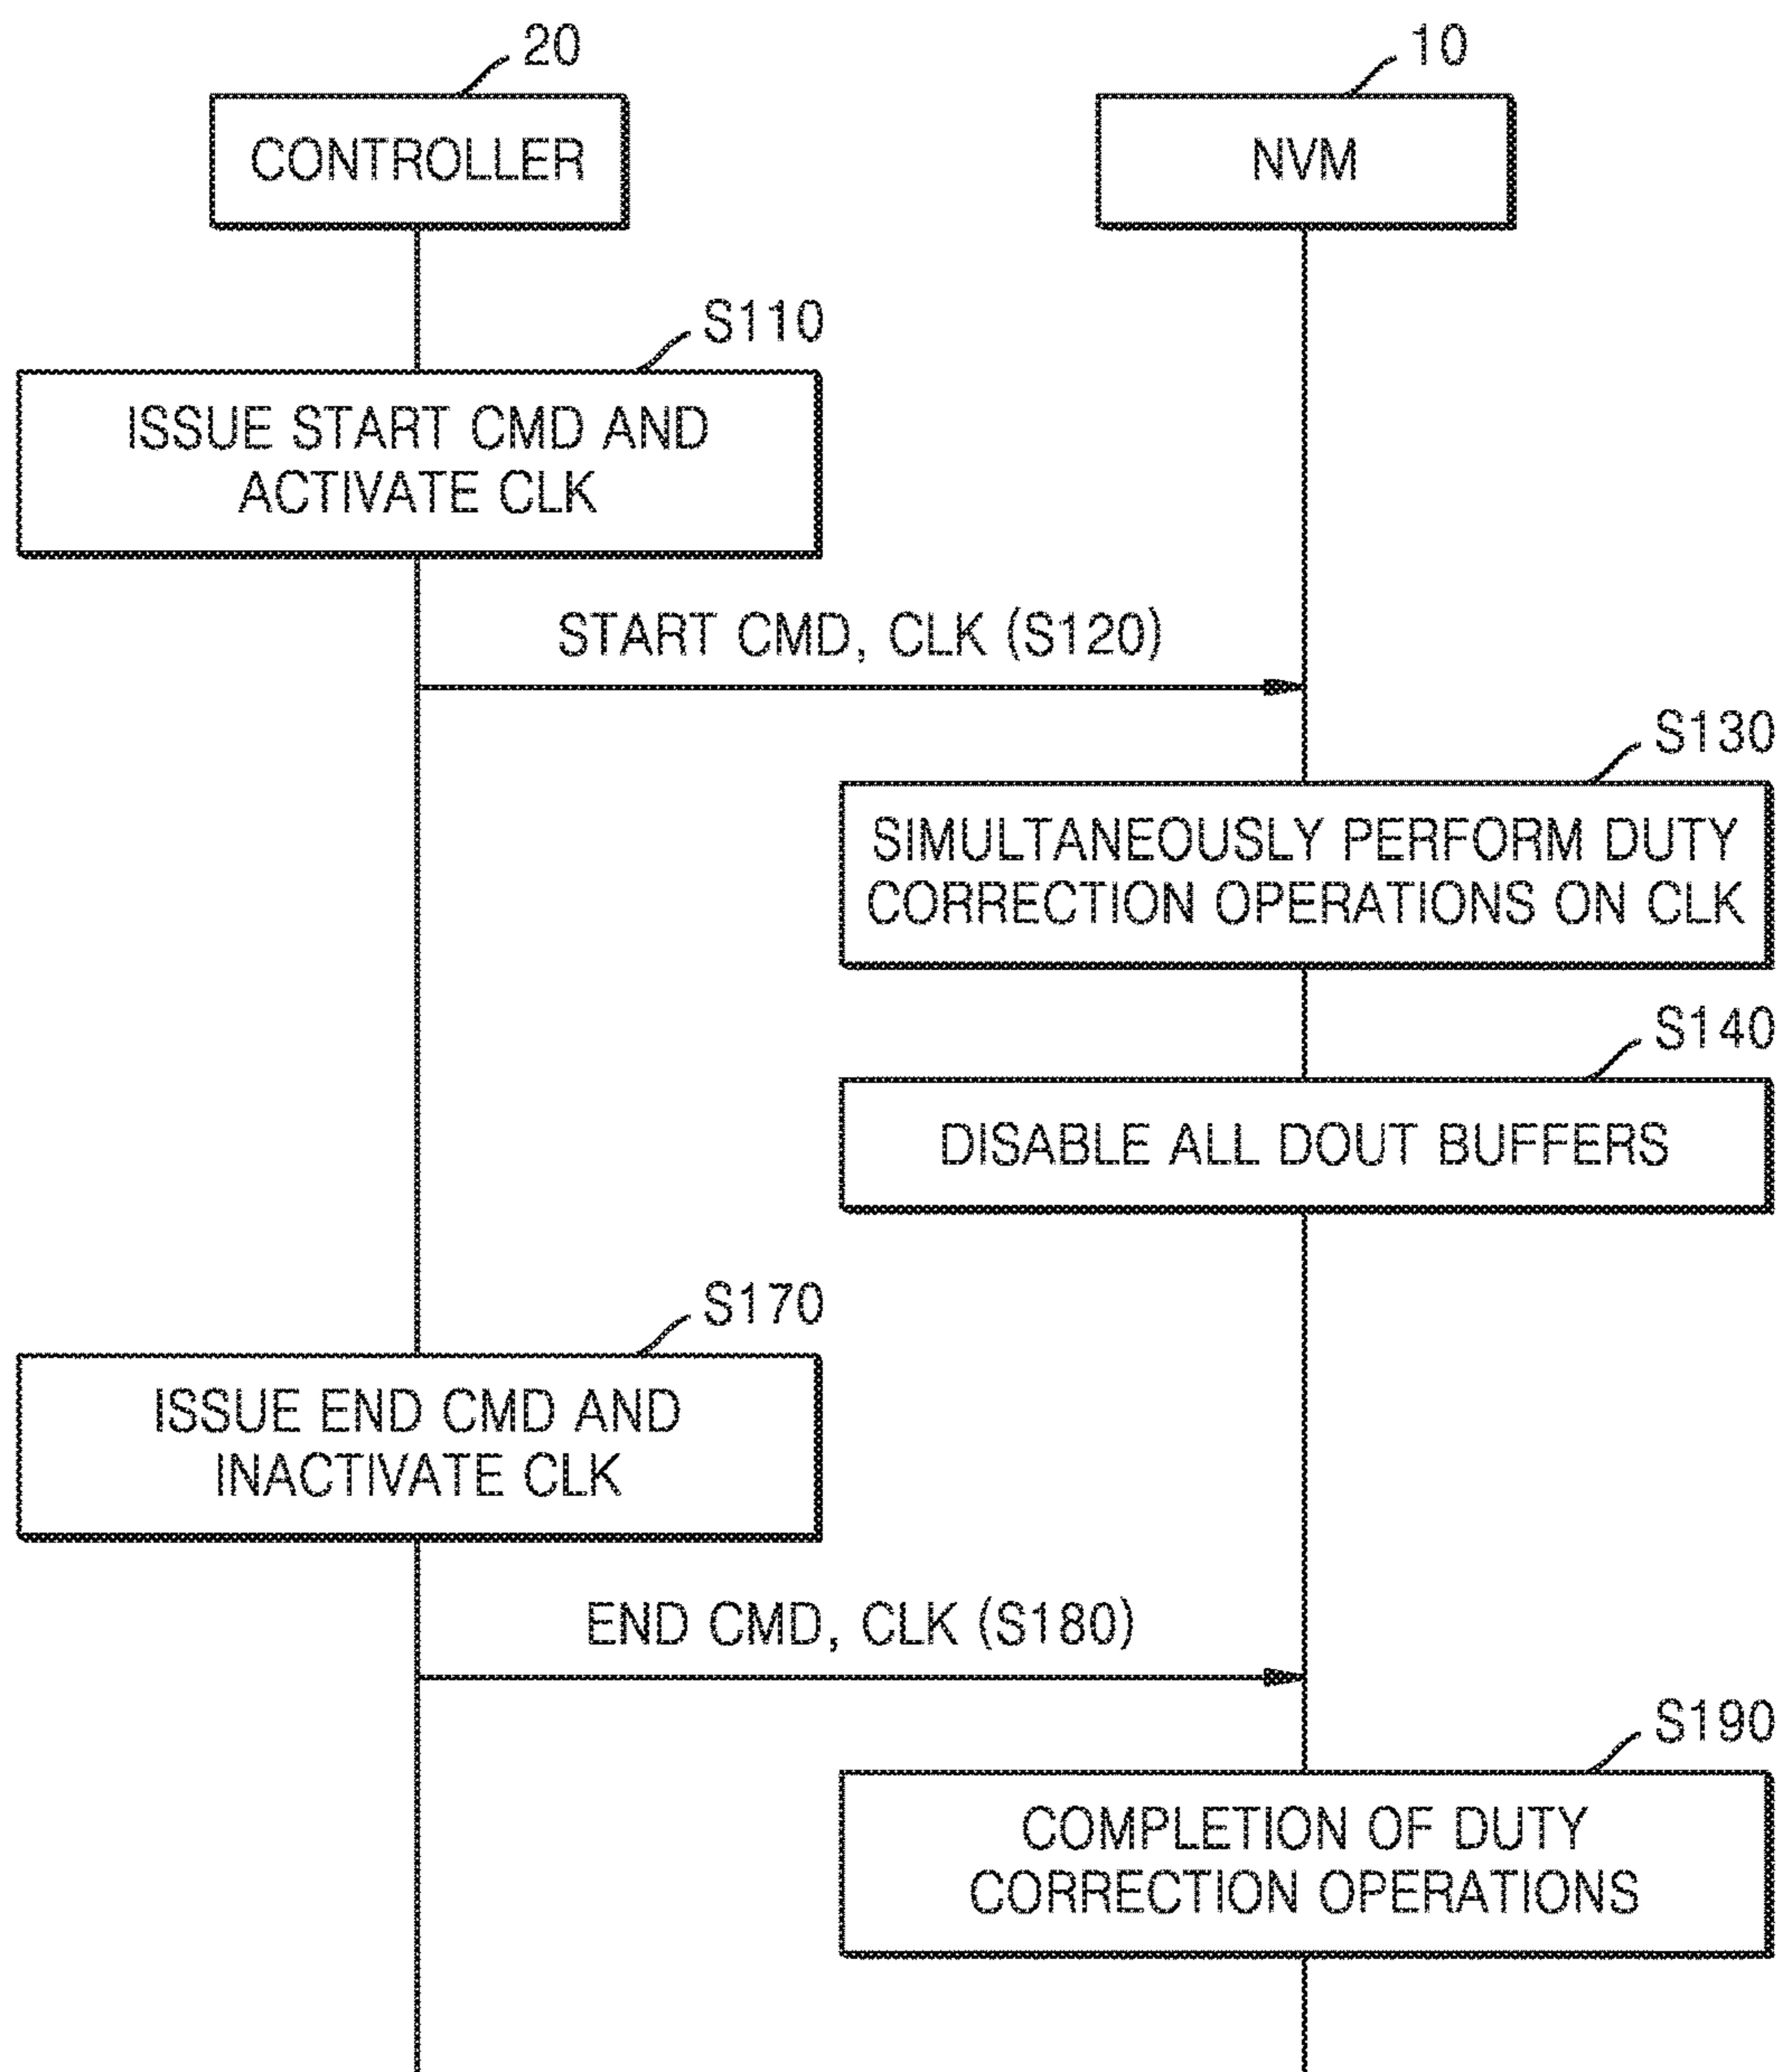 20
10
CONTROLLER
NVM
S110
ISSUE START CMD AND
ACTIVATE CLK
START CMD, CLK (S120)
S130
SIMULTANEOUSLY PERFORM DUTY
CORRECTION OPERATIONS ON CLK
S140
DISABLE ALL DOUT BUFFERS
S170
ISSUE END CMD AND
INACTIVATE CLK
END CMD, CLK (S180)
S190
COMPLETION OF DUTY
CORRECTION OPERATIONS